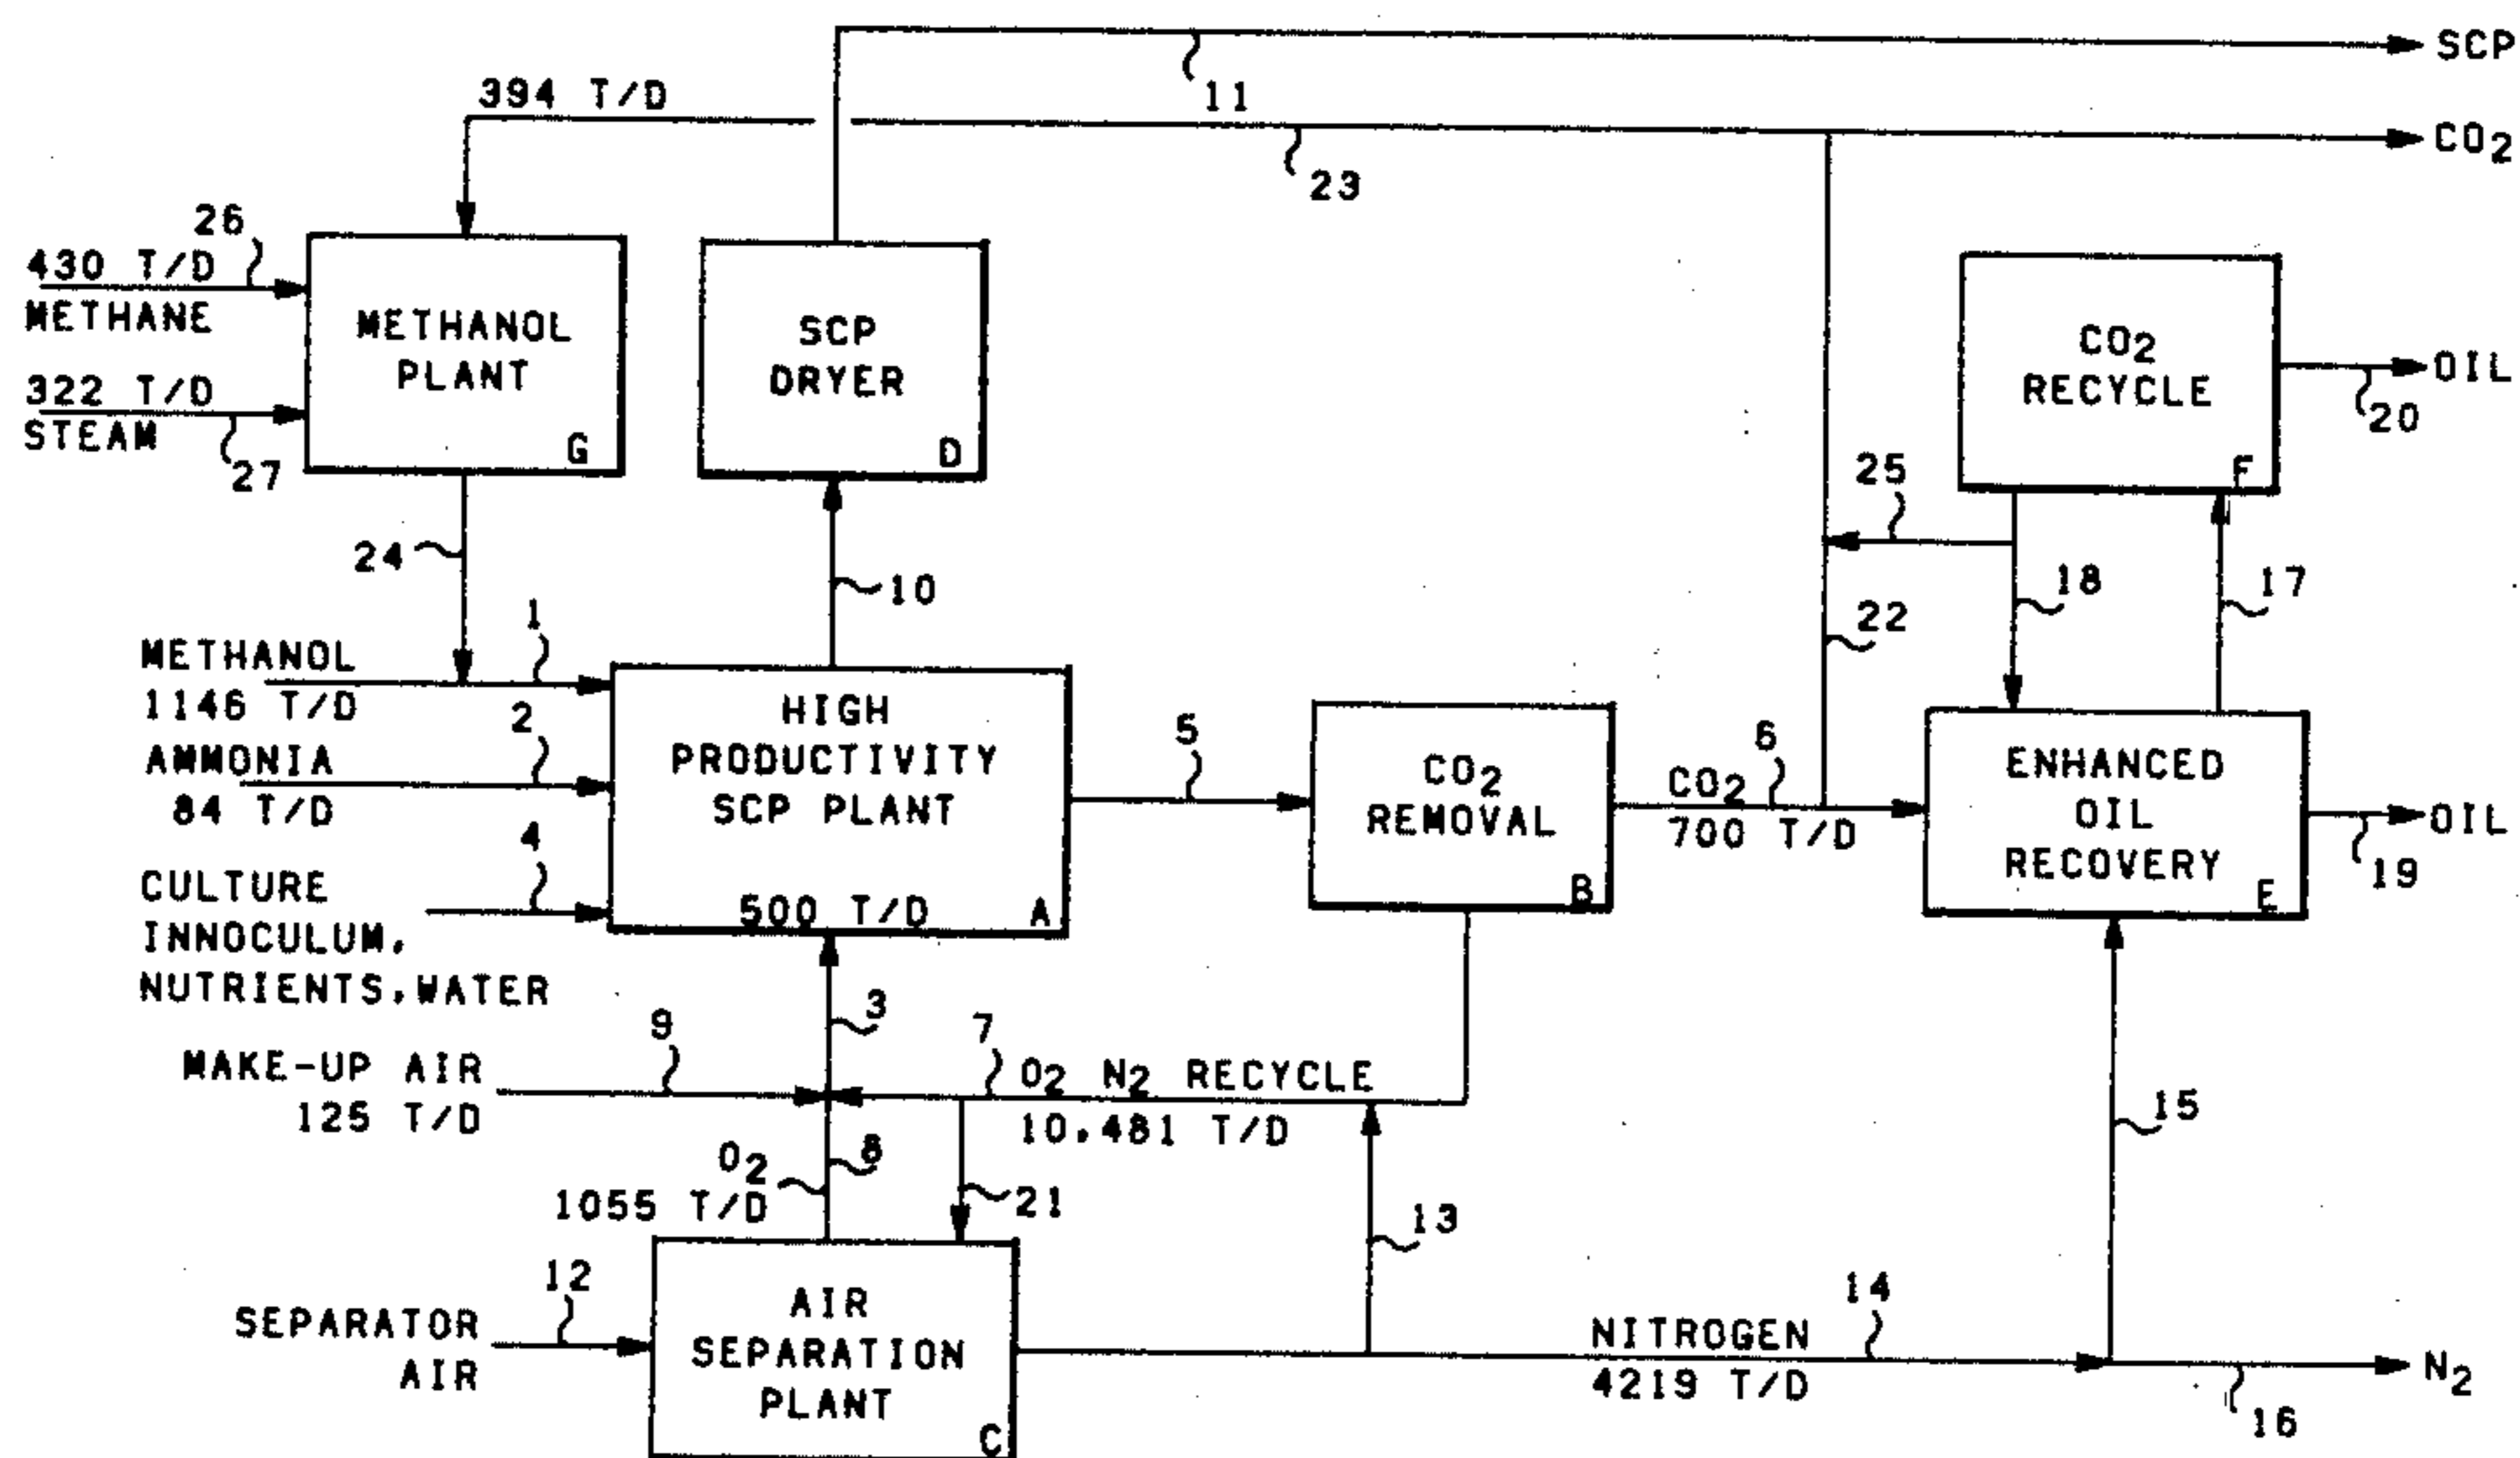 SCP
11
394 T/D
CO2
23
26
430 T/D
METHANE
METHANOL
PLANT
G
322 T/D
STEAM
27
SCP
DRYER
D
CO2
RECYCLE
F
OIL
20
25
24
10
18
17
22
1
METHANOL
1146 T/D
2
AMMONIA
84 T/D
4
CULTURE
INNOCULUM,
NUTRIENTS,WATER
HIGH
PRODUCTIVITY
SCP PLANT
500 T/D
A
5
CO2
REMOVAL
B
6
CO2
700 T/D
ENHANCED
OIL
RECOVERY
E
OIL
19
3
9
MAKE-UP AIR
125 T/D
7
O2 N2 RECYCLE
10,481 T/D
15
O2
1055 T/D
8
21
13
12
SEPARATOR
AIR
AIR
SEPARATION
PLANT
C
14
NITROGEN
4219 T/D
N2
16